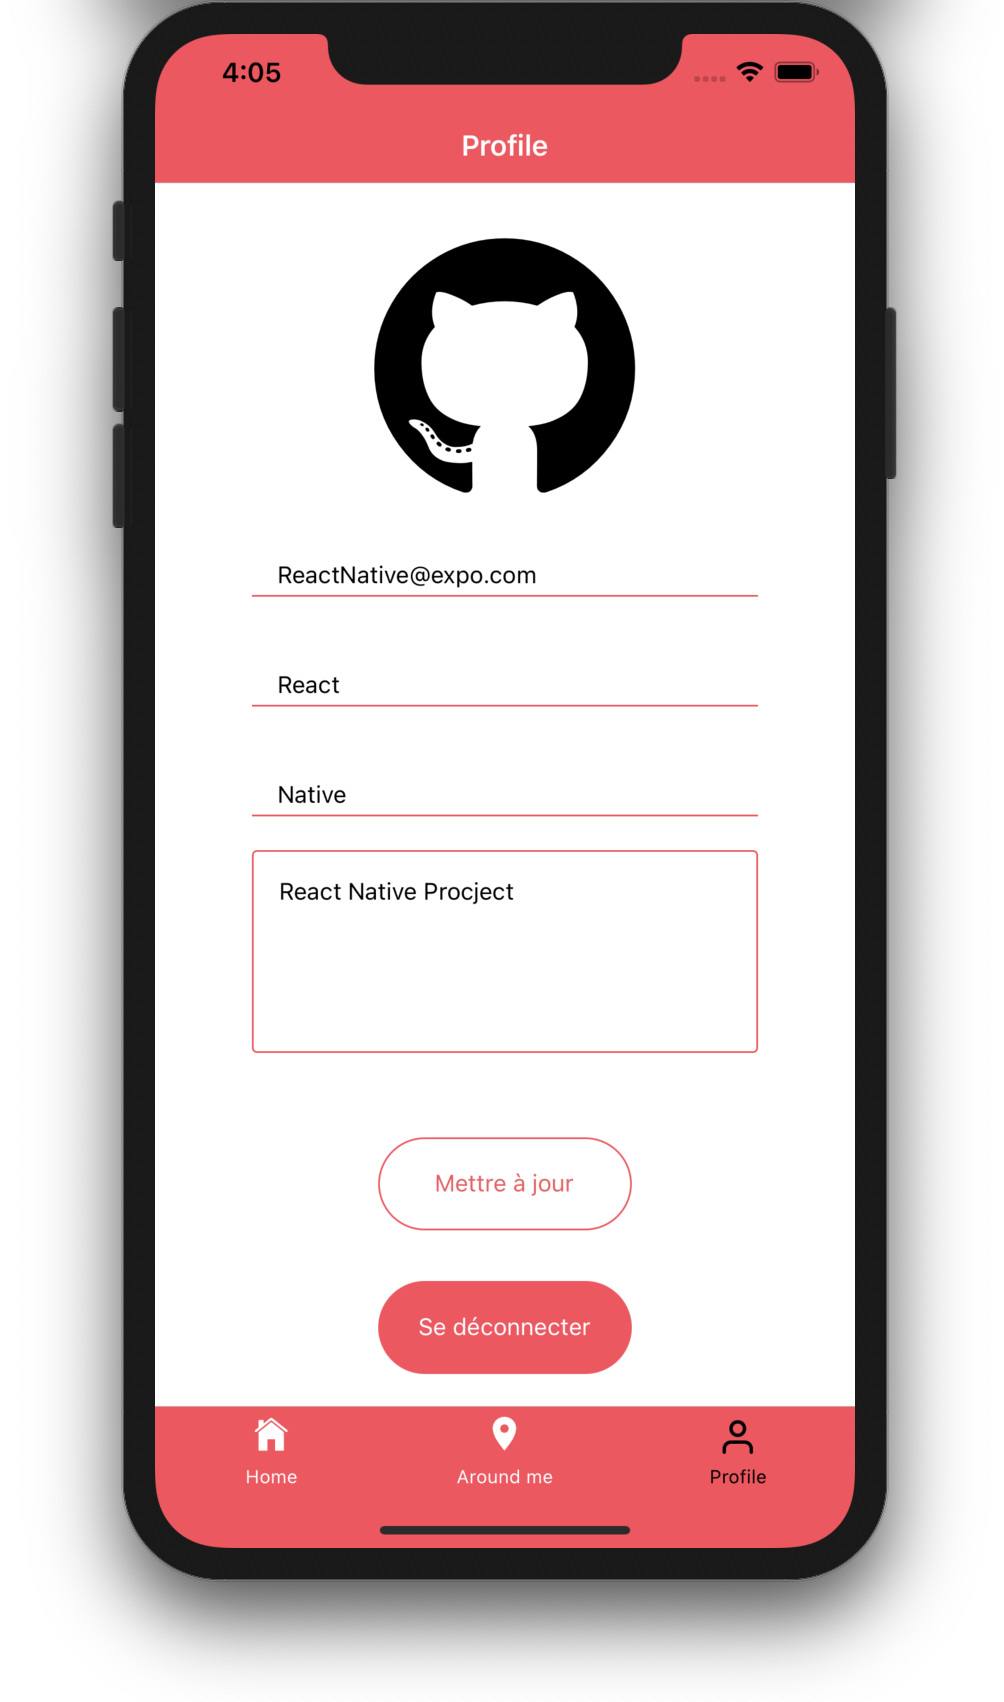 4:05
Profile
ReactNative@expo.com
React
Native
React Native Procject
Mettre à jour
Se déconnecter
Home
Around me
Profile